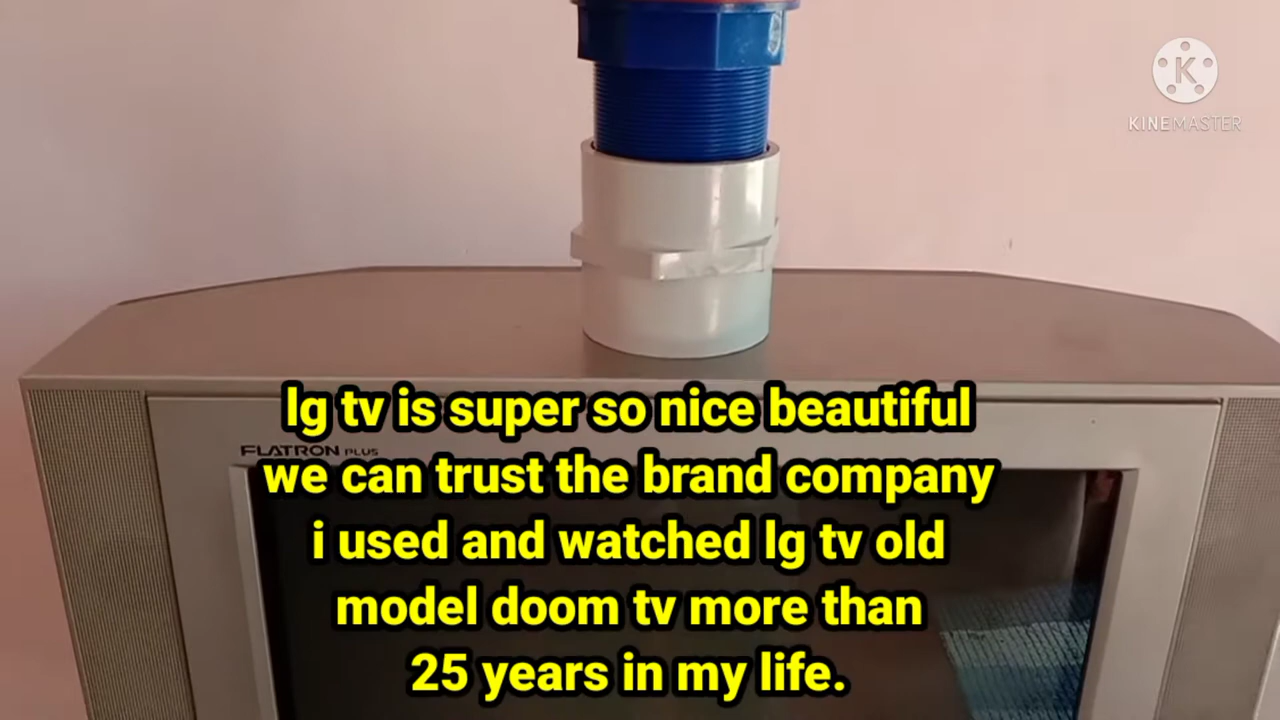 K
KINEMASTER
lg tv is super so nice beautiful
FLATRON PLUS
we can trust the brand company
i used and watched lg tv old
model doom tv more than
25 years in my life.